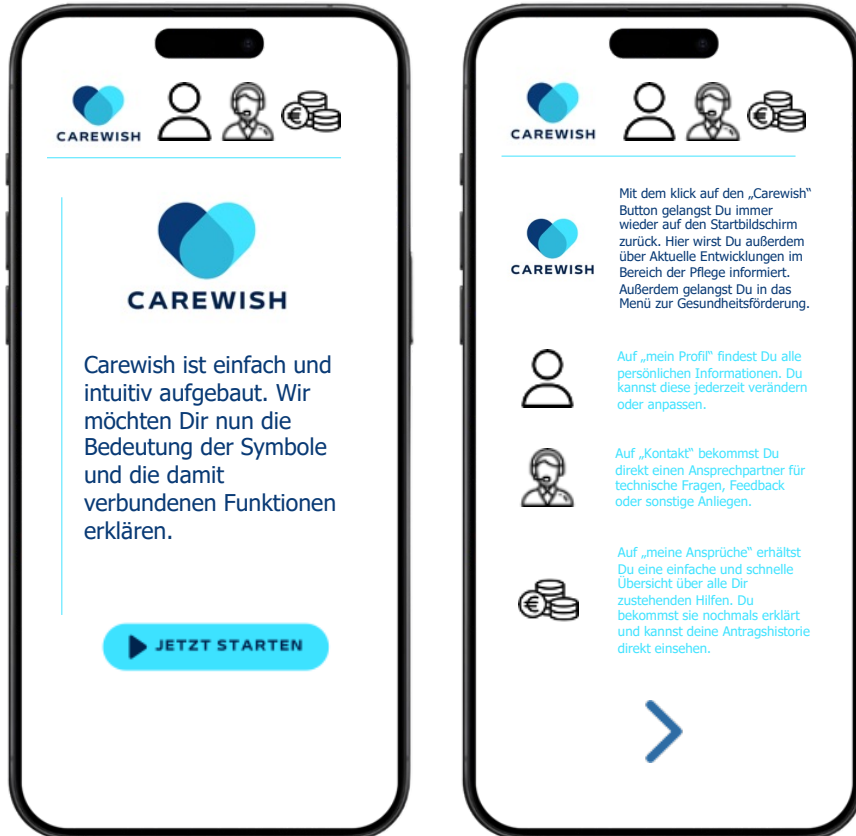 CAREWISH
CAREWISH
Carewish ist einfach und
intuitiv aufgebaut. Wir
möchten Dir nun die
Bedeutung der Symbole
und die damit
verbundenen Funktionen
erklären.
JETZT STARTEN
CAREWISH
CAREWISH
Mit dem klick auf den „Carewish“
Button gelangst Du immer
wieder auf den Startbildschirm
zurück. Hier wirst Du außerdem
über Aktuelle Entwicklungen im
Bereich der Pflege informiert.
Außerdem gelangst Du in das
Menü zur Gesundheitsförderung.
Auf „mein Profil“ findest Du alle
persönlichen Informationen. Du
kannst diese jederzeit verändern
oder anpassen.
Auf „Kontakt“ bekommst Du
direkt einen Ansprechpartner für
technische Fragen, Feedback
oder sonstige Anliegen.
Auf „meine Ansprüche“ erhältst
Du eine einfache und schnelle
Übersicht über alle Dir
zustehenden Hilfen. Du
bekommst sie nochmals erklärt
und kannst deine Antragshistorie
direkt einsehen.